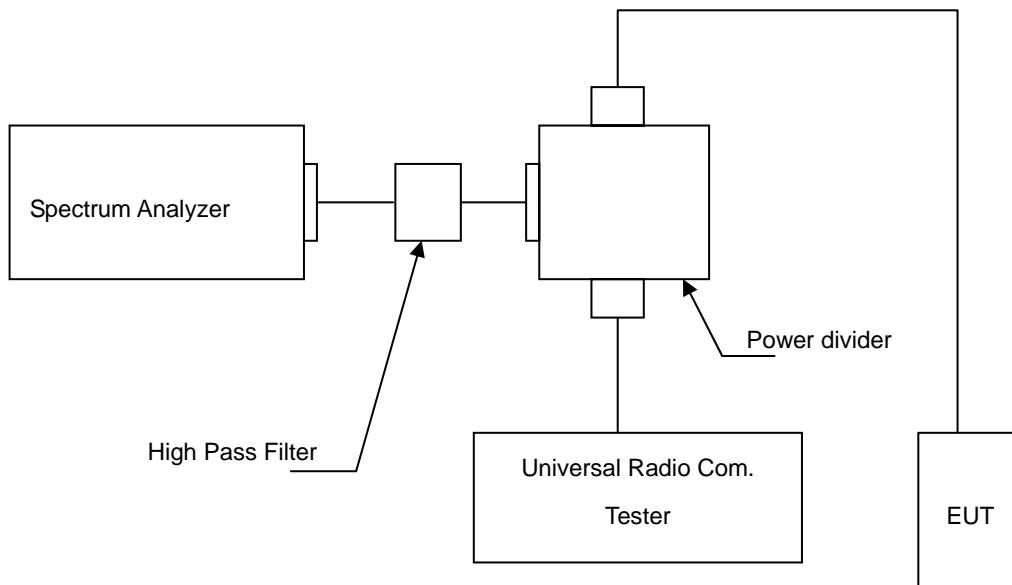 Spectrum Analyzer
Power divider
High Pass Filter
Universal Radio Com.
Tester
EUT